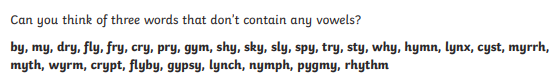 Can you think of three words that don't contain any vowels?
by, my, dry, fly, fry, cry, pry, gym, shy, sky, sly, spy, try, sty, why, hymn, lynx, cyst, myrrh,
myth, wyrm, crypt, flyby, gypsy, lynch, nymph, pygmy, rhythm